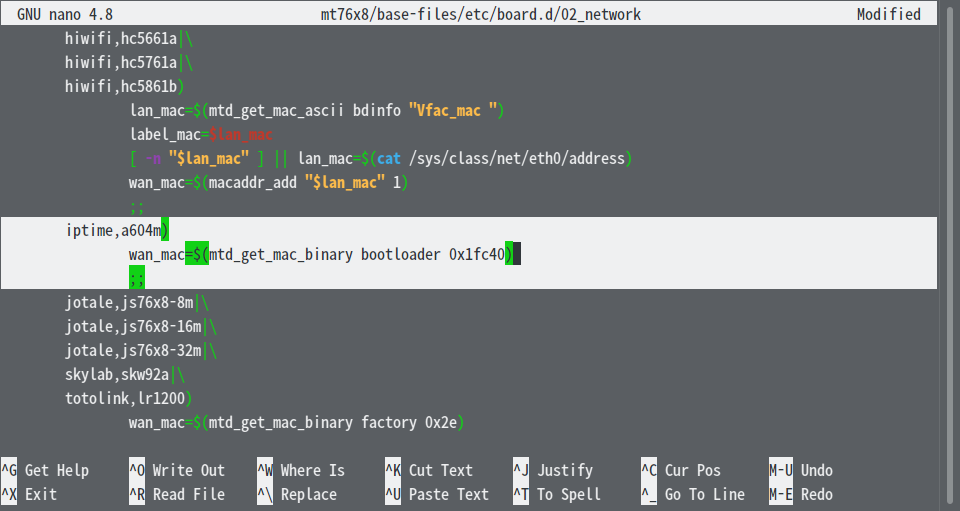 GNU nano 4.8 mt76x8/base-files/etc/board.d/02_network Modified
hiwifi,hc5661a|\
hiwifi,hc5761a|\
hiwifi,hc5861b)
lan_mac=$(mtd_get_mac_ascii bdinfo "Vfac_mac ")
label_mac=$lan_mac
[ -n "$lan_mac" ] || lan_mac=$(cat /sys/class/net/eth0/address)
wan_mac=$(macaddr_add "$lan_mac" 1)
;;
iptime,a604m)
wan_mac=$(mtd_get_mac_binary bootloader 0x1fc40)
;;
jotale,js76x8-8m|\
jotale,js76x8-16m|\
jotale,js76x8-32m|\
skylab,skw92a|\
totolink,lr1200)
wan_mac=$(mtd_get_mac_binary factory 0x2e)
^G Get Help ^O Write Out ^W Where Is ^K Cut Text ^J Justify ^C Cur Pos M-U Undo
^X Exit ^R Read File ^\ Replace ^U Paste Text ^T To Spell ^_ Go To Line M-E Redo